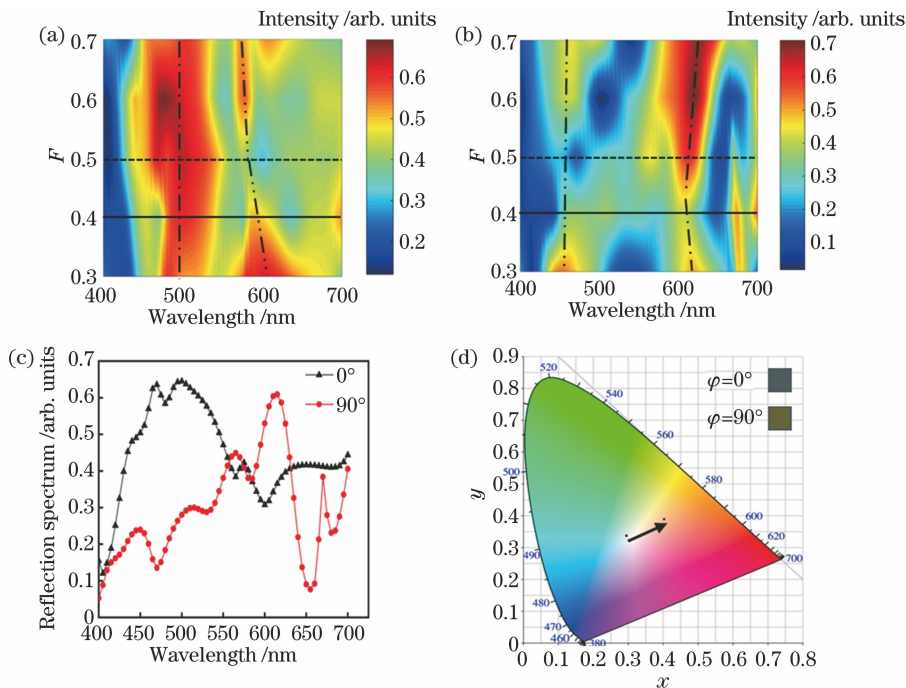 Intensity /arb. units
(a)
0.7
0.6
F
0.5
0.4
0.3
400 500 600 700
Wavelength /nm
0.6
0.5
0.4
0.3
0.2
Intensity /arb. units
(b)
0.7
0.6
F
0.5
0.4
0.3
400 500 600 700
Wavelength /nm
0.7
0.6
0.5
0.4
0.3
0.2
0.1
(c)
Reflection spectrum /arb. units
0.7
0.6
0.5
0.4
0.3
0.2
0.1
0
400 450 500 550 600 650 700
Wavelength /nm
0°
90°
(d)
y
0.9
0.8
0.7
0.6
0.5
0.4
0.3
0.2
0.1
0
0 0.1 0.2 0.3 0.4 0.5 0.6 0.7 0.8
x
φ=0°
φ=90°
520
540
560
580
600
620
700
500
490
480
470
460
380